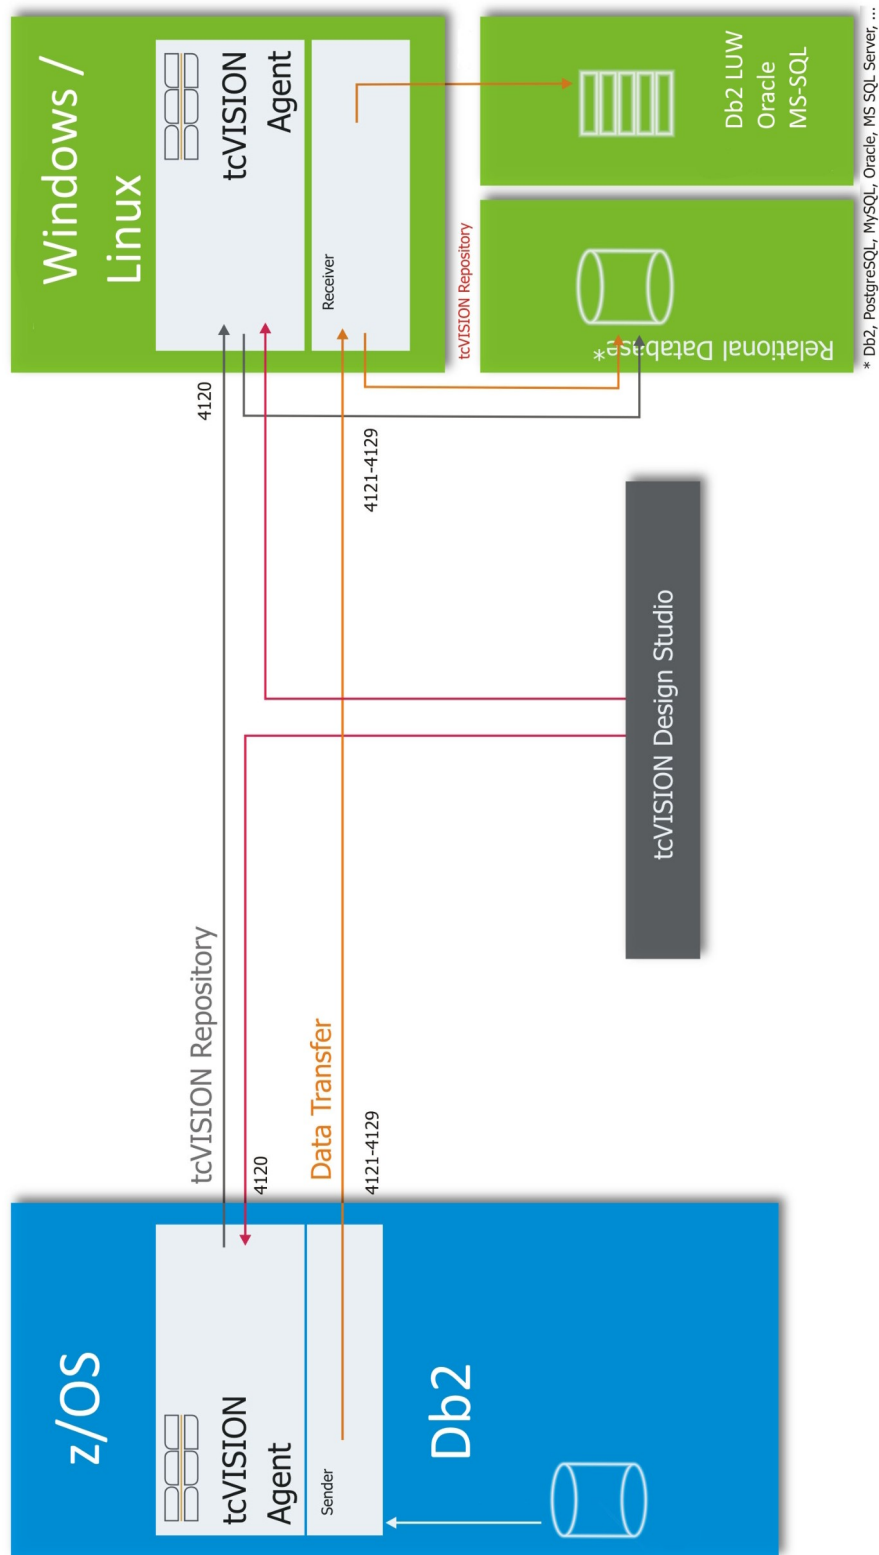 z/OS
tcVISION
Agent
Sender
Db2
tcVISION Repository
4120
Data Transfer
4121-4129
tcVISION Design Studio
4120
4121-4129
Windows /
Linux
tcVISION
Agent
Receiver
tcVISION Repository
Relational Database*
Db2 LUW
Oracle
MS-SQL
* Db2, PostgreSQL, MySQL, Oracle, MS SQL Server, ...